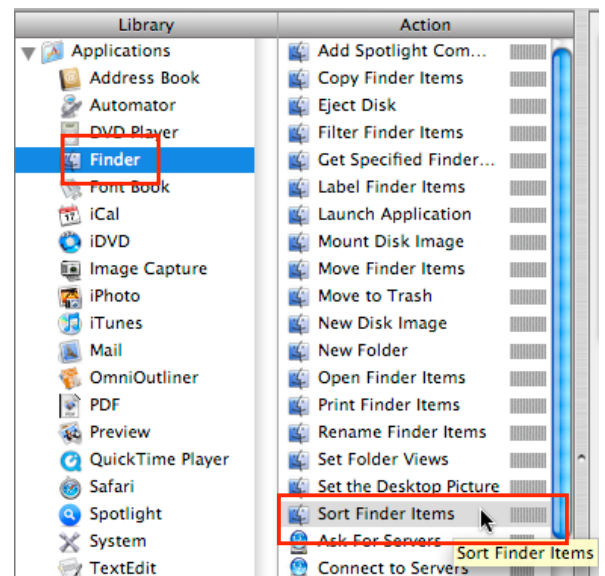 Library
Applications
Address Book
Automator
DVD Player
Finder
Font Book
iCal
iDVD
Image Capture
iPhoto
iTunes
Mail
OmniOutliner
PDF
Preview
QuickTime Player
Safari
Spotlight
System
TextEdit
Action
Add Spotlight Com...
Copy Finder Items
Eject Disk
Filter Finder Items
Get Specified Finder...
Label Finder Items
Launch Application
Mount Disk Image
Move Finder Items
Move to Trash
New Disk Image
New Folder
Open Finder Items
Print Finder Items
Rename Finder Items
Set Folder Views
Set the Desktop Picture
Sort Finder Items
Ask For Servers
Sort Finder Items
Connect to Servers